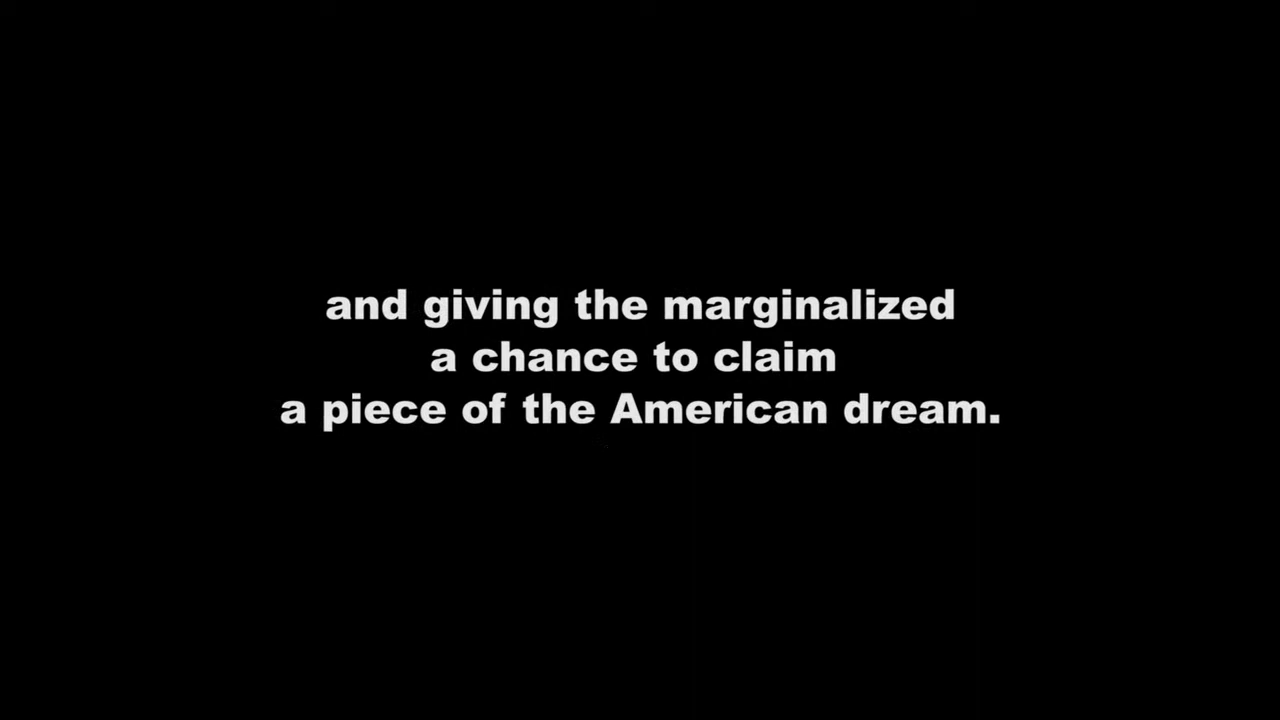 and giving the marginalized
a chance to claim
a piece of the American dream.